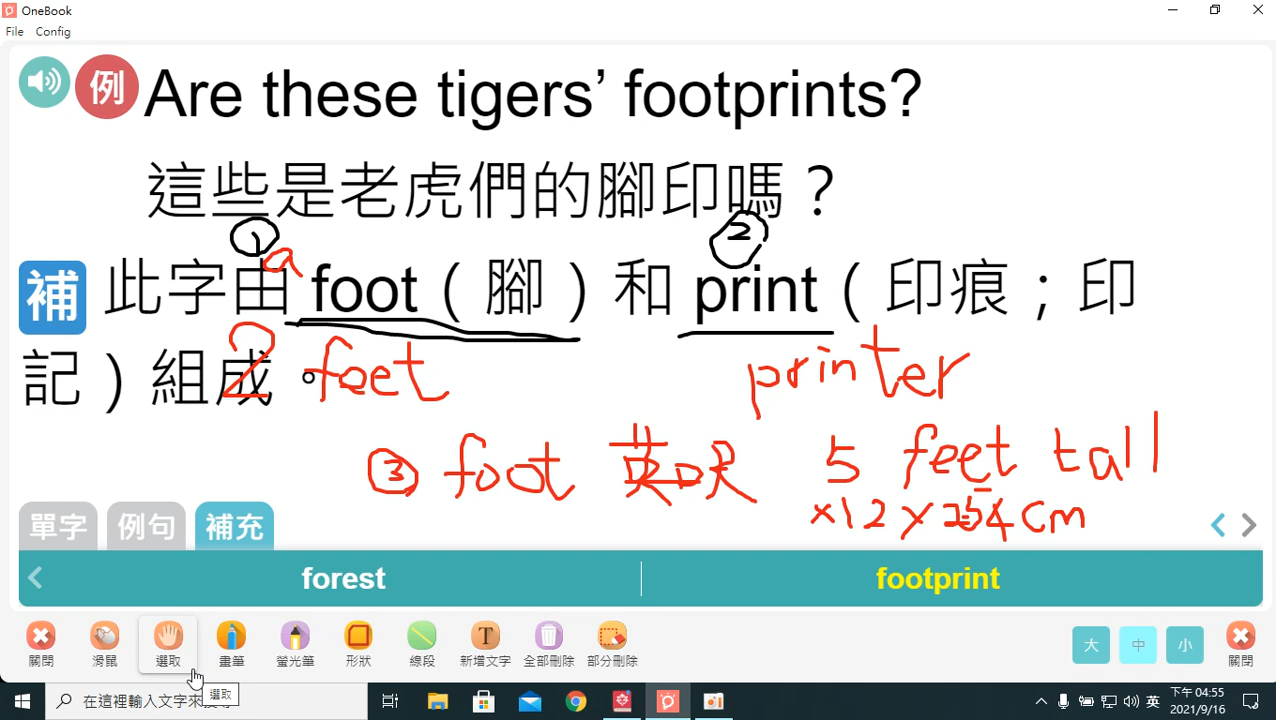 OneBook
File Config
例 Are these tigers’ footprints?
這些是老虎們的腳印嗎？
1 2
a
補 此字由 foot（腳）和 print（印痕；印
記）組成。
2 feet printer
3 foot 英呎 5 feet tall
×12×2.54cm
單字 例句 補充
forest footprint
關閉 滑鼠 選取 畫筆 螢光筆 形狀 線段 新增文字 全部刪除 部分刪除 大 中 小 關閉
選取
在這裡輸入文字來搜尋
英 下午 04:55
2021/9/16